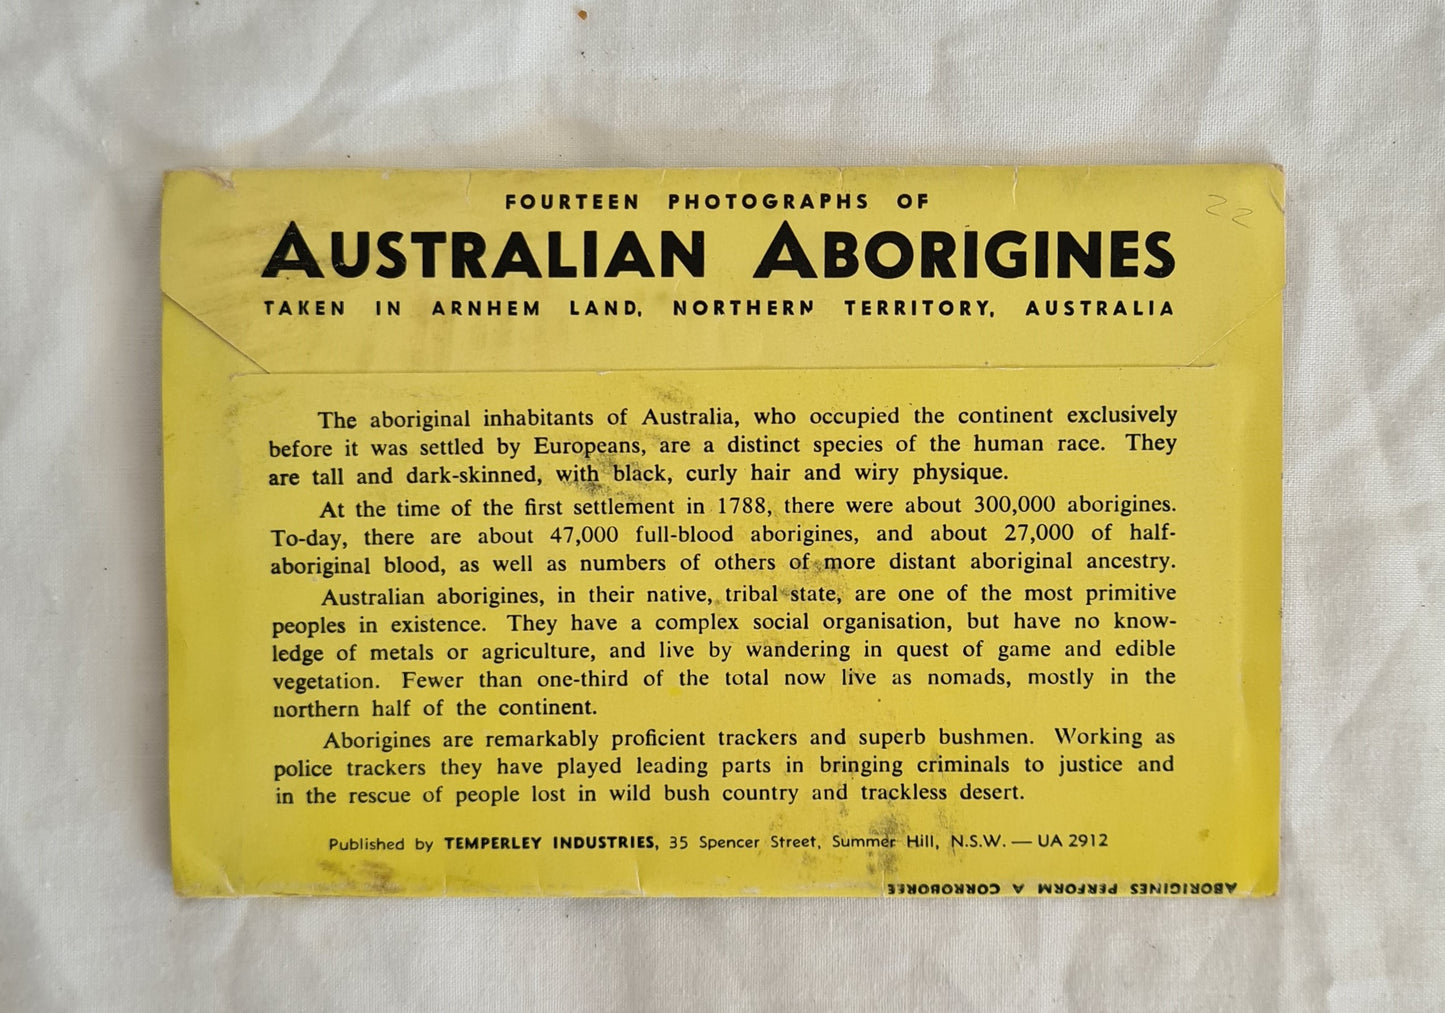 FOURTEEN PHOTOGRAPHS OF
AUSTRALIAN ABORIGINES
TAKEN IN ARNHEM LAND, NORTHERN TERRITORY, AUSTRALIA
22
The aboriginal inhabitants of Australia, who occupied the continent exclusively
before it was settled by Europeans, are a distinct species of the human race. They
are tall and dark-skinned, with black, curly hair and wiry physique.
At the time of the first settlement in 1788, there were about 300,000 aborigines.
To-day, there are about 47,000 full-blood aborigines, and about 27,000 of half-
aboriginal blood, as well as numbers of others of more distant aboriginal ancestry.
Australian aborigines, in their native, tribal state, are one of the most primitive
peoples in existence. They have a complex social organisation, but have no know-
ledge of metals or agriculture, and live by wandering in quest of game and edible
vegetation. Fewer than one-third of the total now live as nomads, mostly in the
northern half of the continent.
Aborigines are remarkably proficient trackers and superb bushmen. Working as
police trackers they have played leading parts in bringing criminals to justice and
in the rescue of people lost in wild bush country and trackless desert.
Published by TEMPERLEY INDUSTRIES, 35 Spencer Street, Summer Hill, N.S.W. — UA 2912
ABORIGINES PERFORM A CORROBOREE